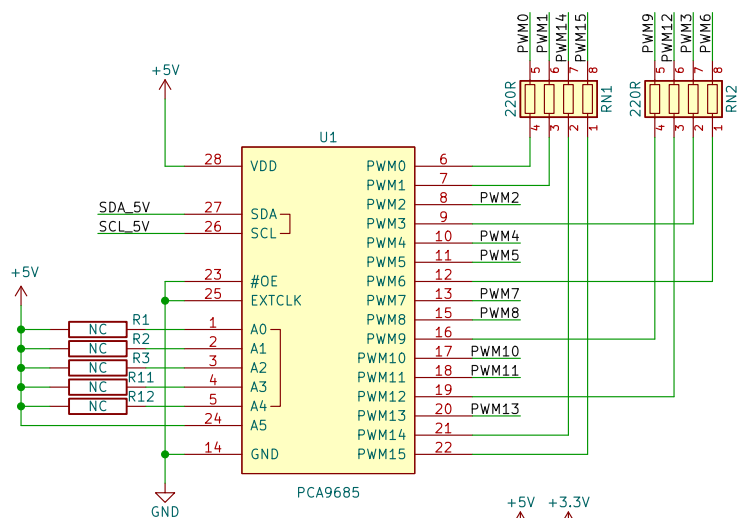 PWM0
PWM1
PWM14
PWM15
PWM9
PWM12
PWM3
PWM6
5
6
7
8
5
6
7
8
220R
RN1
220R
RN2
4
3
2
1
4
3
2
1
+5V
U1
28 VDD PWM0 6
PWM1 7
PWM2 8 PWM2
SDA_5V 27 SDA PWM3 9
SCL_5V 26 SCL PWM4 10 PWM4
PWM5 11 PWM5
+5V
23 #OE PWM6 12
25 EXTCLK PWM7 13 PWM7
PWM8 15 PWM8
NC R1 1 A0 PWM9 16
NC R2 2 A1 PWM10 17 PWM10
NC R3 3 A2 PWM11 18 PWM11
NC R11 4 A3 PWM12 19
NC R12 5 A4 PWM13 20 PWM13
24 A5 PWM14 21
14 GND PWM15 22
PCA9685
GND
+5V
+3.3V